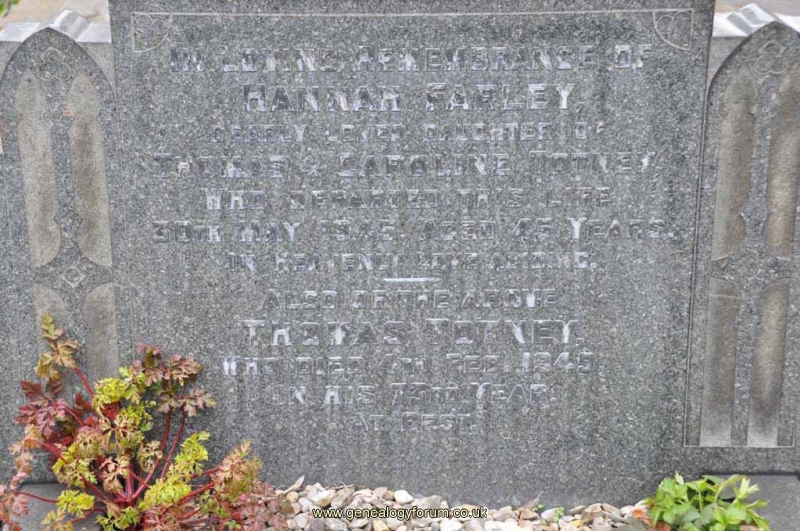 IN LOVING REMEMBRANCE OF
HANNAH FARLEY,
DEARLY LOVED DAUGHTER OF
THOMAS & CAROLINE TOTNEY,
WHO DEPARTED THIS LIFE
30TH MAY 1945, AGED 45 YEARS.
IN HEAVENLY LOVE ABIDING.
ALSO OF THE ABOVE
THOMAS TOTNEY,
WHO DIED 4TH FEB. 1946
IN HIS 73RD YEAR.
AT REST.
www.genealogyforum.co.uk